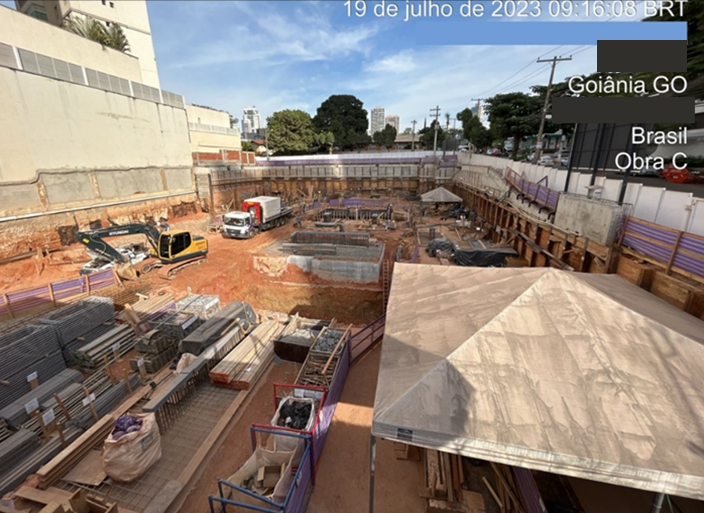 19 de julho de 2023 09:16:08 BRT
Goiânia GO
Brasil
Obra C